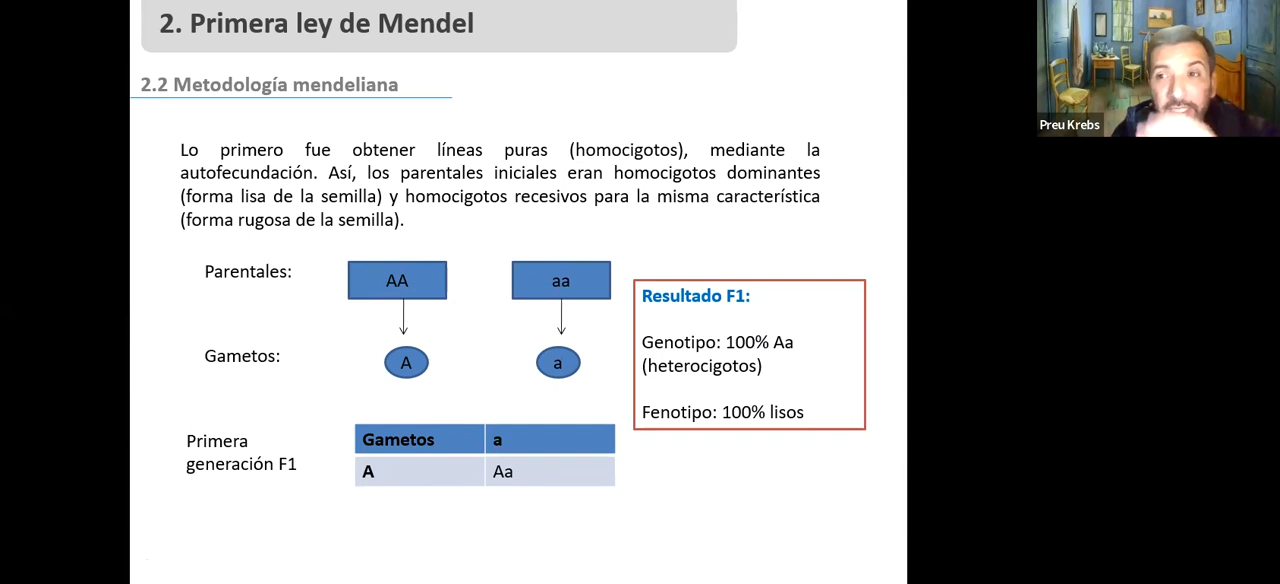 2. Primera ley de Mendel
2.2 Metodología mendeliana
Preu Krebs
Lo primero fue obtener líneas puras (homocigotos), mediante la
autofecundación. Así, los parentales iniciales eran homocigotos dominantes
(forma lisa de la semilla) y homocigotos recesivos para la misma característica
(forma rugosa de la semilla).
Parentales:
AA
aa
Gametos:
A
a
Resultado F1:
Genotipo: 100% Aa
(heterocigotos)
Fenotipo: 100% lisos
Primera
generación F1
Gametos a
A Aa